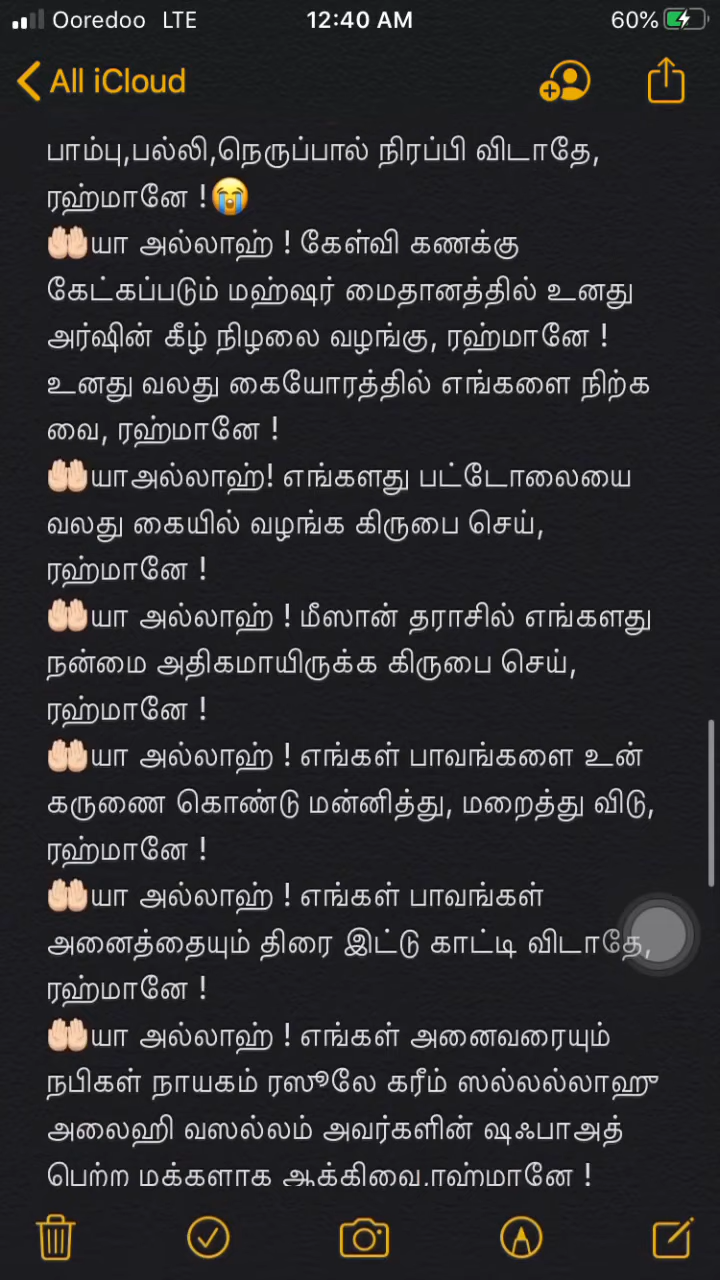 Ooredoo LTE 12:40 AM 60%
All iCloud
பாம்பு,பல்லி,நெருப்பால் நிரப்பி விடாதே,
ரஹ்மானே !😭
🤲🏻யா அல்லாஹ் ! கேள்வி கணக்கு
கேட்கப்படும் மஹ்ஷர் மைதானத்தில் உனது
அர்ஷின் கீழ் நிழலை வழங்கு, ரஹ்மானே !
உனது வலது கையோரத்தில் எங்களை நிற்க
வை, ரஹ்மானே !
🤲🏻யாஅல்லாஹ்! எங்களது பட்டோலையை
வலது கையில் வழங்க கிருபை செய்,
ரஹ்மானே !
🤲🏻யா அல்லாஹ் ! மீஸான் தராசில் எங்களது
நன்மை அதிகமாயிருக்க கிருபை செய்,
ரஹ்மானே !
🤲🏻யா அல்லாஹ் ! எங்கள் பாவங்களை உன்
கருணை கொண்டு மன்னித்து, மறைத்து விடு,
ரஹ்மானே !
🤲🏻யா அல்லாஹ் ! எங்கள் பாவங்கள்
அனைத்தையும் திரை இட்டு காட்டி விடாதே,
ரஹ்மானே !
🤲🏻யா அல்லாஹ் ! எங்கள் அனைவரையும்
நபிகள் நாயகம் ரஸூலே கரீம் ஸல்லல்லாஹு
அலைஹி வஸல்லம் அவர்களின் ஷஃபாஅத்
பெற்ற மக்களாக ஆக்கிவை,ரஹ்மானே !